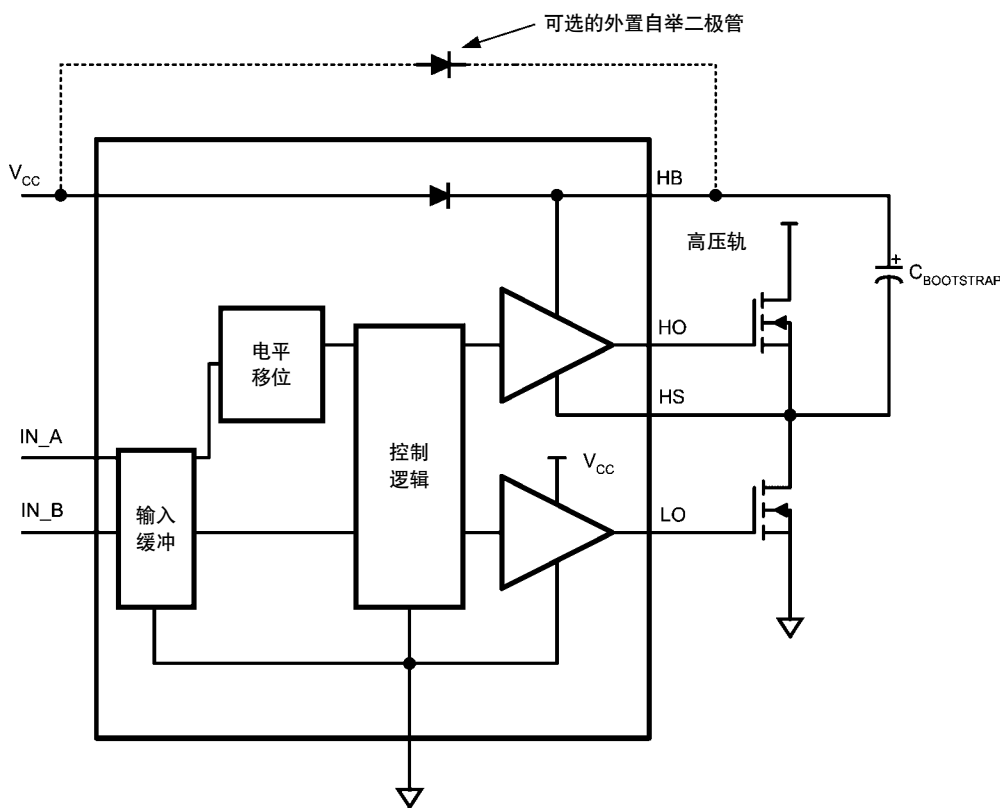 可选的外置自举二极管
VCC
HB
高压轨
+
CBOOTSTRAP
电平
移位
HO
HS
IN_A
控制
逻辑
VCC
IN_B
输入
缓冲
LO